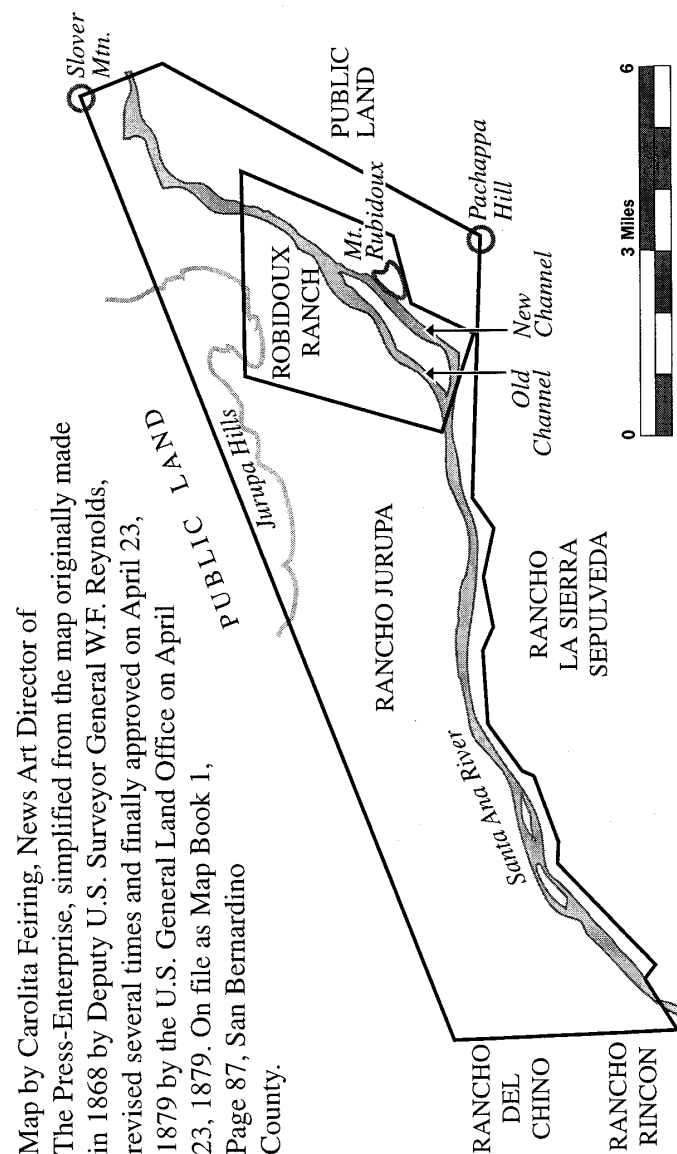 Map by Carolita Feiring, News Art Director of
The Press-Enterprise, simplified from the map originally made
in 1868 by Deputy U.S. Surveyor General W.F. Reynolds,
revised several times and finally approved on April 23,
1879 by the U.S. General Land Office on April
23, 1879. On file as Map Book 1,
Page 87, San Bernardino
County.
Slover
Mtn.
PUBLIC LAND
Jurupa Hills
PUBLIC
LAND
ROBIDOUX
RANCH
Mt.
Rubidoux
Pachappa
Hill
RANCHO JURUPA
Old
Channel
New
Channel
Santa Ana River
RANCHO
LA SIERRA
SEPULVEDA
RANCHO
DEL
CHINO
RANCHO
RINCON
0 3 Miles 6